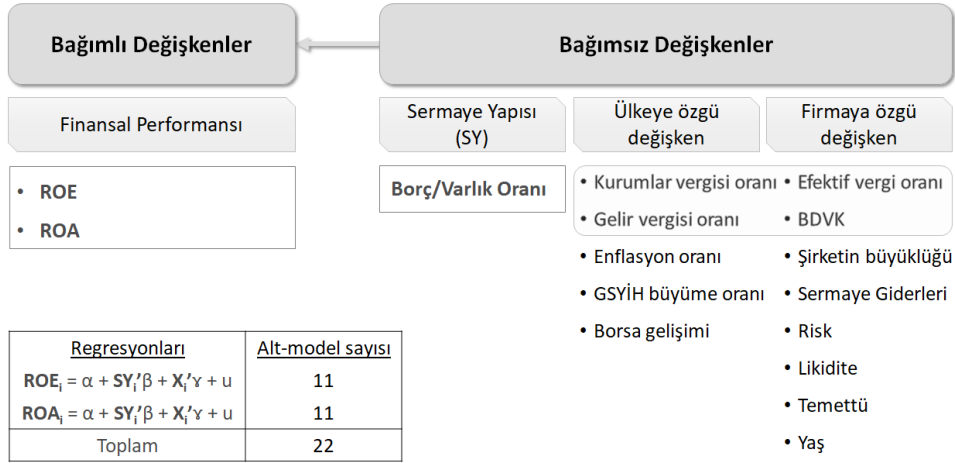 Bağımlı Değişkenler
Bağımsız Değişkenler
Finansal Performansı
Sermaye Yapısı
(SY)
Ülkeye özgü
değişken
Firmaya özgü
değişken
• ROE
• ROA
Borç/Varlık Oranı
• Kurumlar vergisi oranı
• Gelir vergisi oranı
• Enflasyon oranı
• GSYİH büyüme oranı
• Borsa gelişimi
• Efektif vergi oranı
• BDVK
• Şirketin büyüklüğü
• Sermaye Giderleri
• Risk
• Likidite
• Temettü
• Yaş
Regresyonları Alt-model sayısı
ROEᵢ = α + SYᵢ’β + Xᵢ’ɤ + u 11
ROAᵢ = α + SYᵢ’β + Xᵢ’ɤ + u 11
Toplam 22